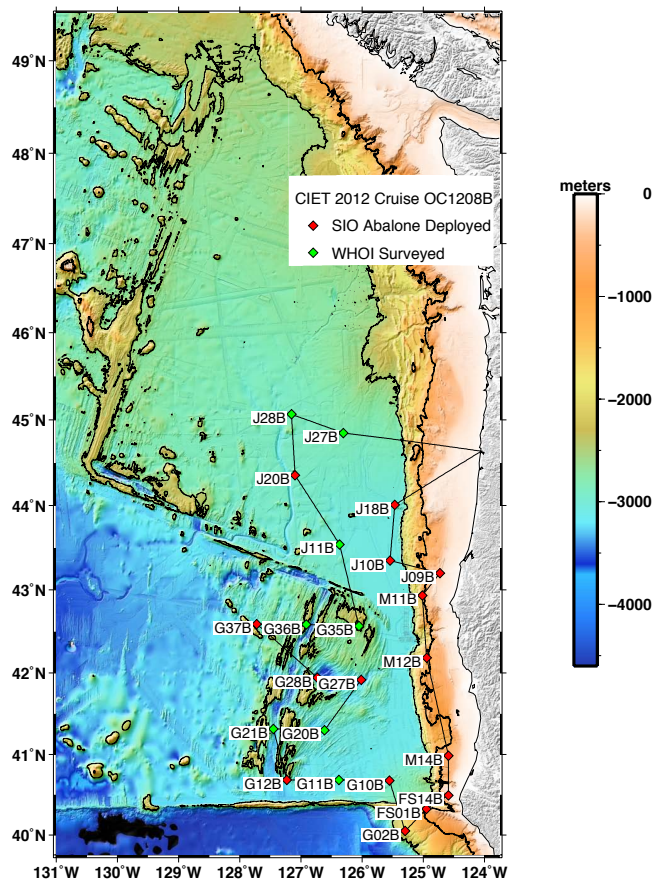 49°N
48°N
47°N
46°N
45°N
44°N
43°N
42°N
41°N
40°N
131°W
130°W
129°W
128°W
127°W
126°W
125°W
124°W
CIET 2012 Cruise OC1208B
SIO Abalone Deployed
WHOI Surveyed
J28B
J27B
J20B
J18B
J11B
J10B
J09B
M11B
G37B
G36B
G35B
M12B
G28B
G27B
G21B
G20B
M14B
G12B
G11B
G10B
FS14B
FS01B
G02B
meters
0
−1000
−2000
−3000
−4000